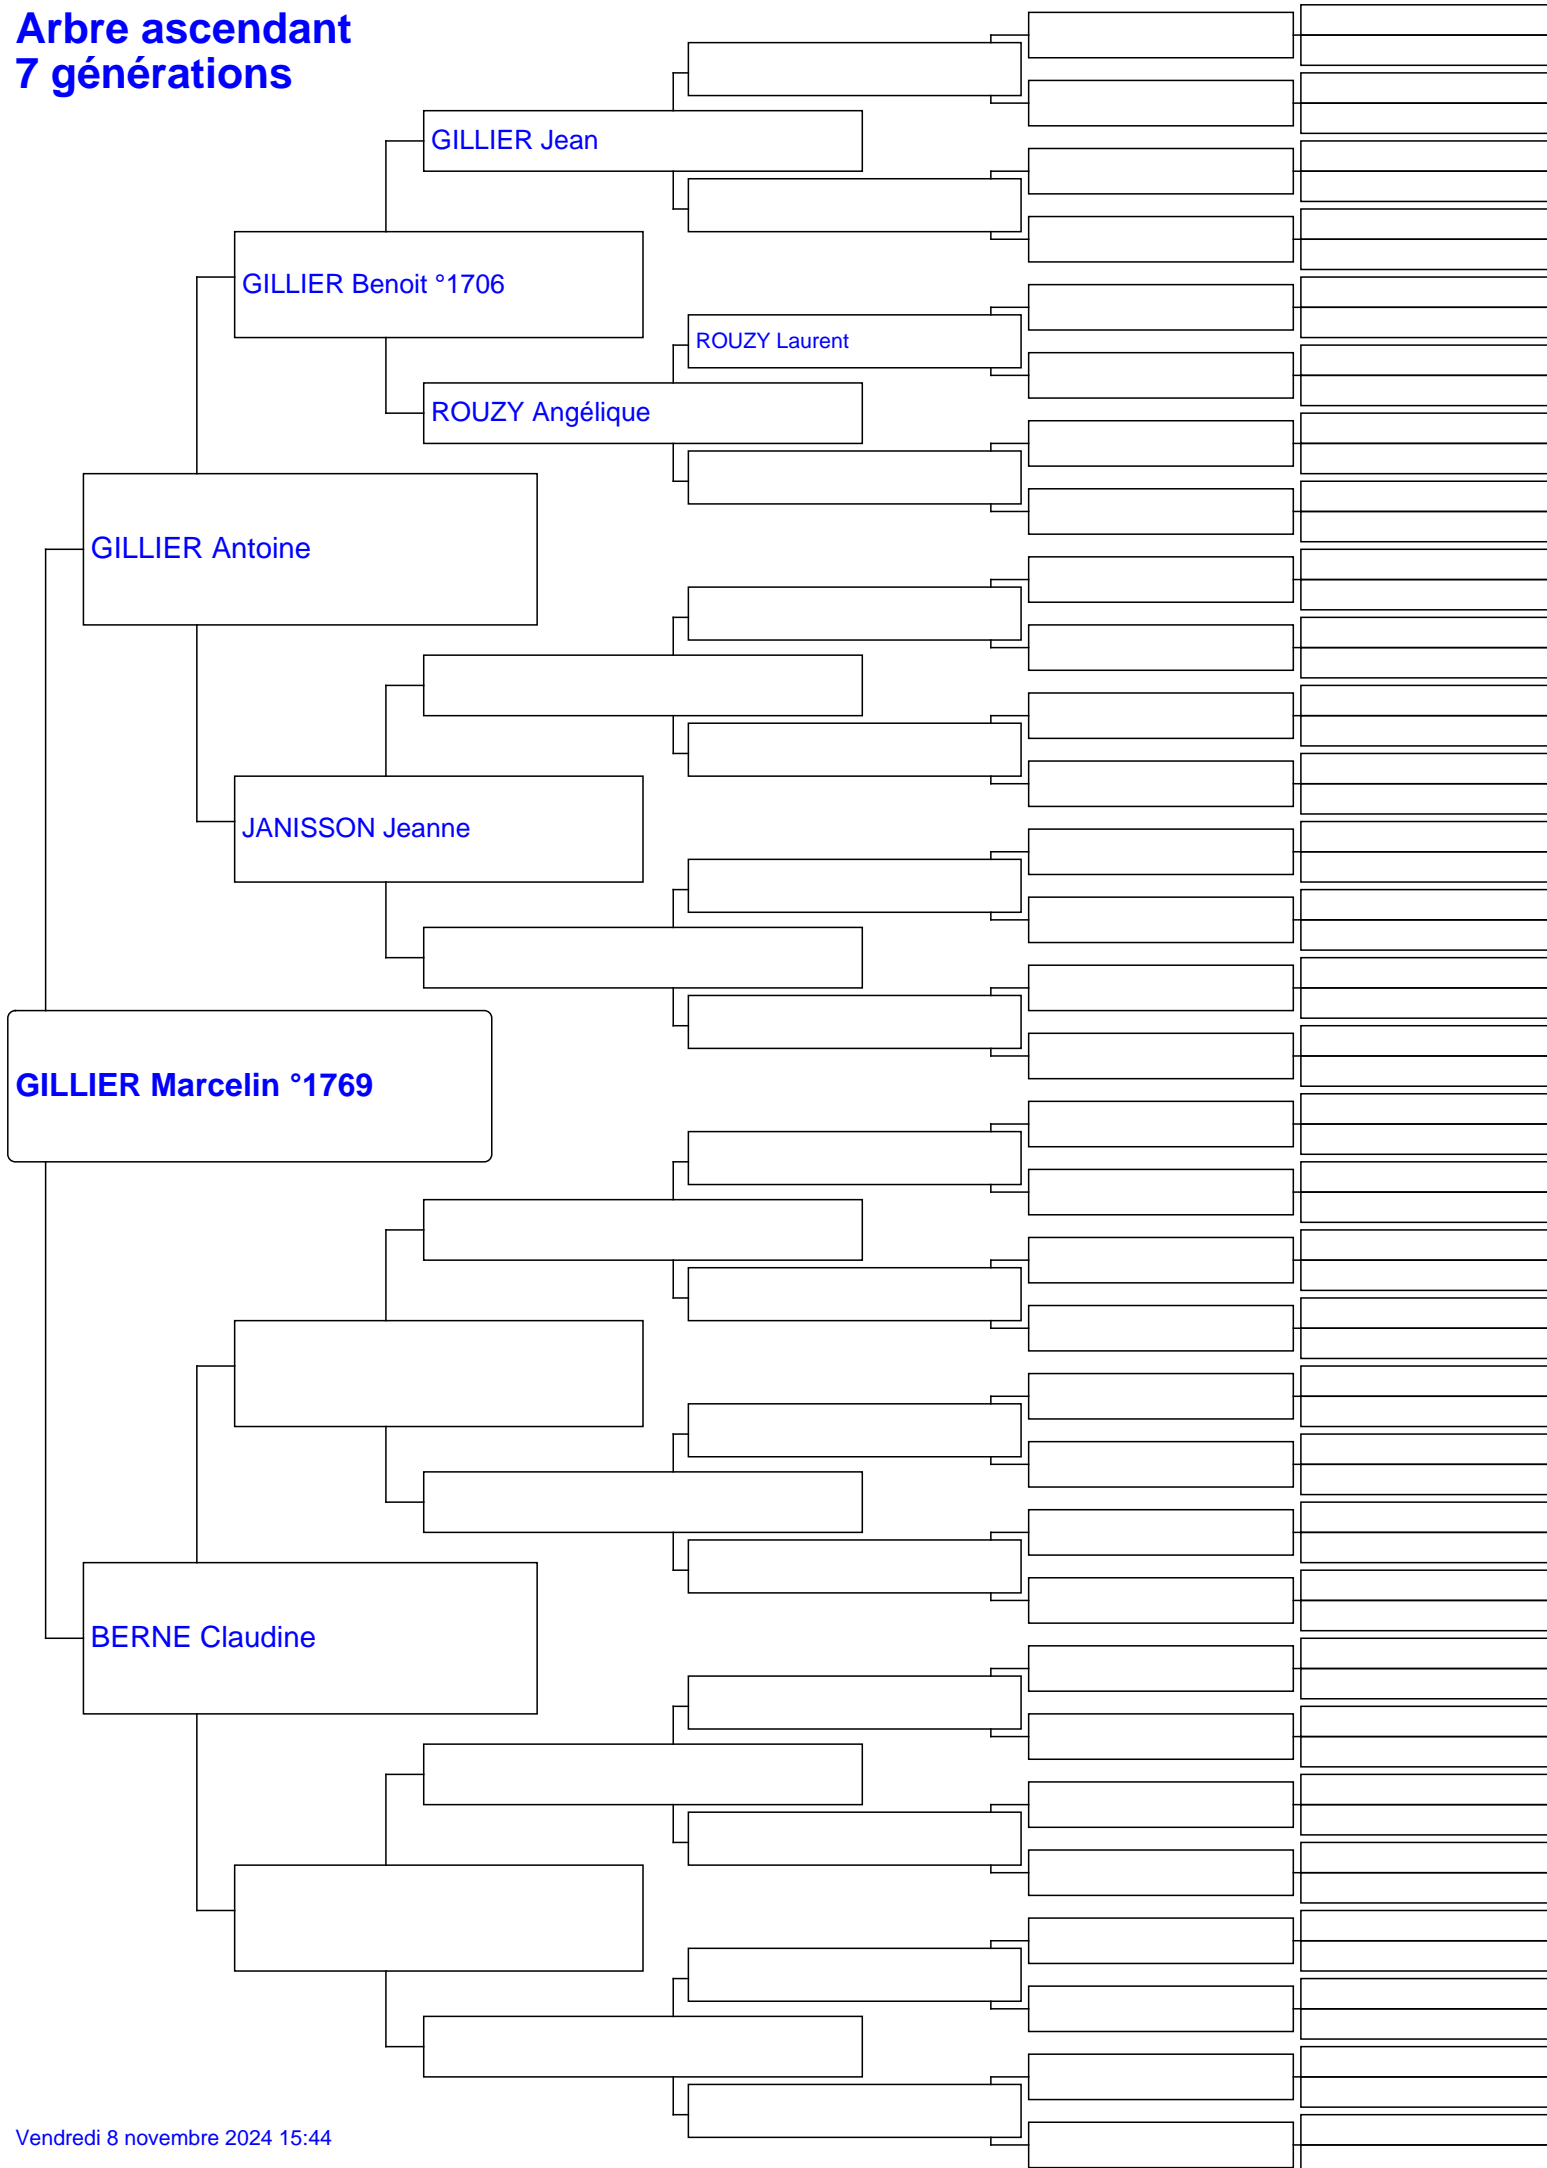 Arbre ascendant
7 générations
GILLIER Jean
GILLIER Benoit °1706
ROUZY Laurent
ROUZY Angélique
GILLIER Antoine
JANISSON Jeanne
GILLIER Marcelin °1769
BERNE Claudine
Vendredi 8 novembre 2024 15:44